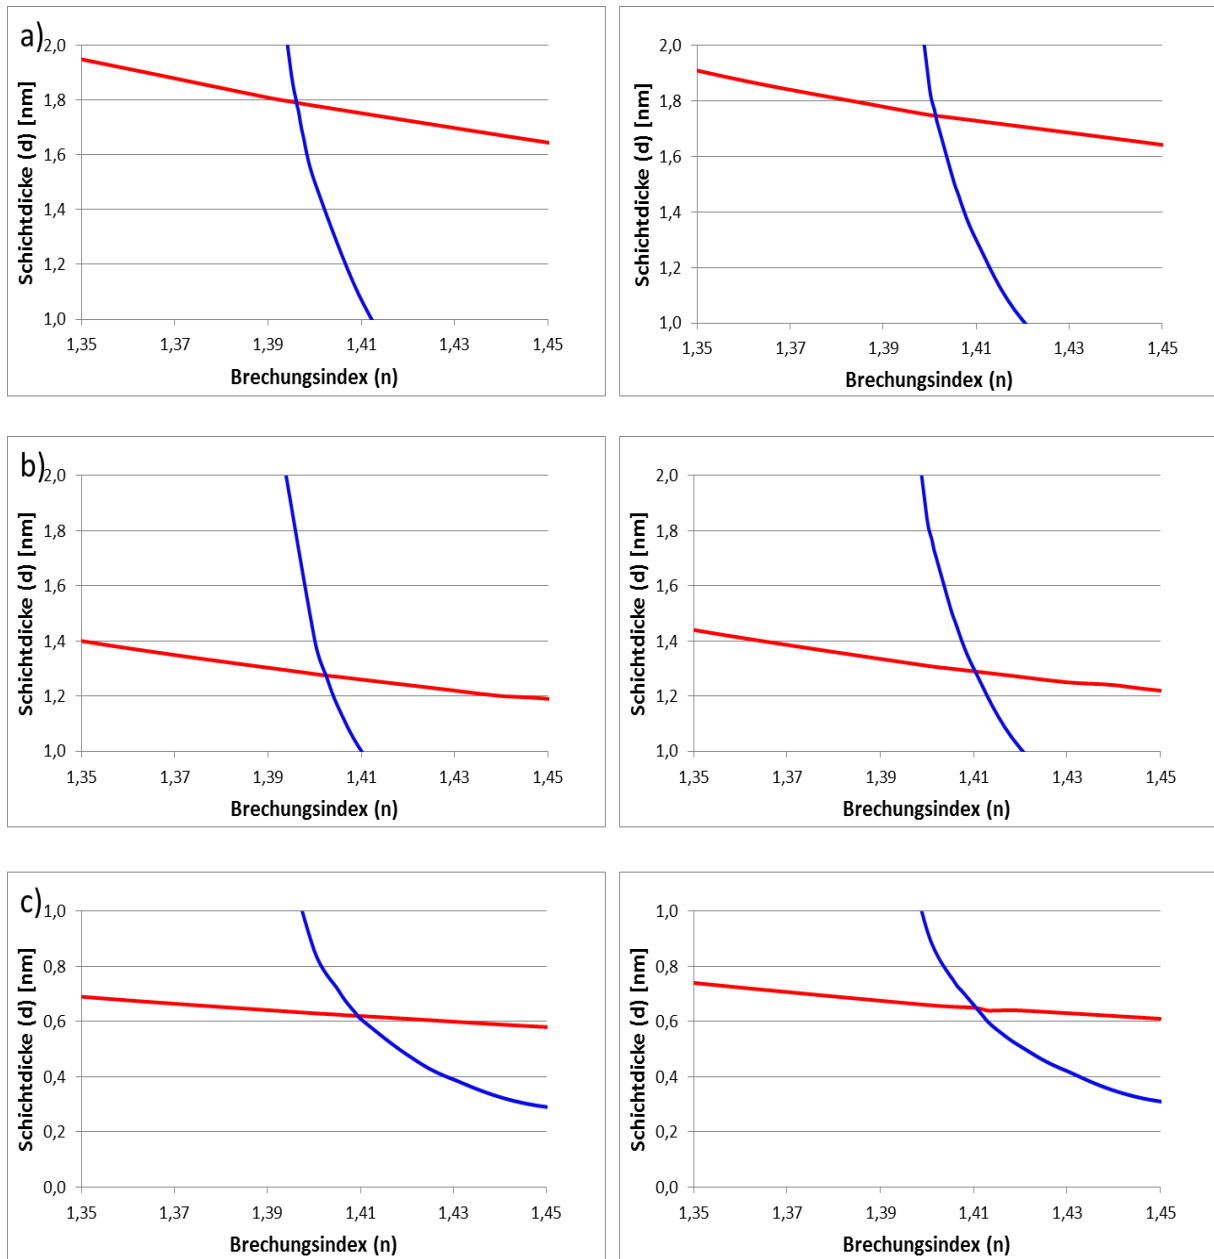 a)
Schichtdicke (d) [nm]
2,0
1,8
1,6
1,4
1,2
1,0
1,35 1,37 1,39 1,41 1,43 1,45
Brechungsindex (n)
Schichtdicke (d) [nm]
2,0
1,8
1,6
1,4
1,2
1,0
1,35 1,37 1,39 1,41 1,43 1,45
Brechungsindex (n)
b)
Schichtdicke (d) [nm]
2,0
1,8
1,6
1,4
1,2
1,0
1,35 1,37 1,39 1,41 1,43 1,45
Brechungsindex (n)
Schichtdicke (d) [nm]
2,0
1,8
1,6
1,4
1,2
1,0
1,35 1,37 1,39 1,41 1,43 1,45
Brechungsindex (n)
c)
Schichtdicke (d) [nm]
1,0
0,8
0,6
0,4
0,2
0,0
1,35 1,37 1,39 1,41 1,43 1,45
Brechungsindex (n)
Schichtdicke (d) [nm]
1,0
0,8
0,6
0,4
0,2
0,0
1,35 1,37 1,39 1,41 1,43 1,45
Brechungsindex (n)